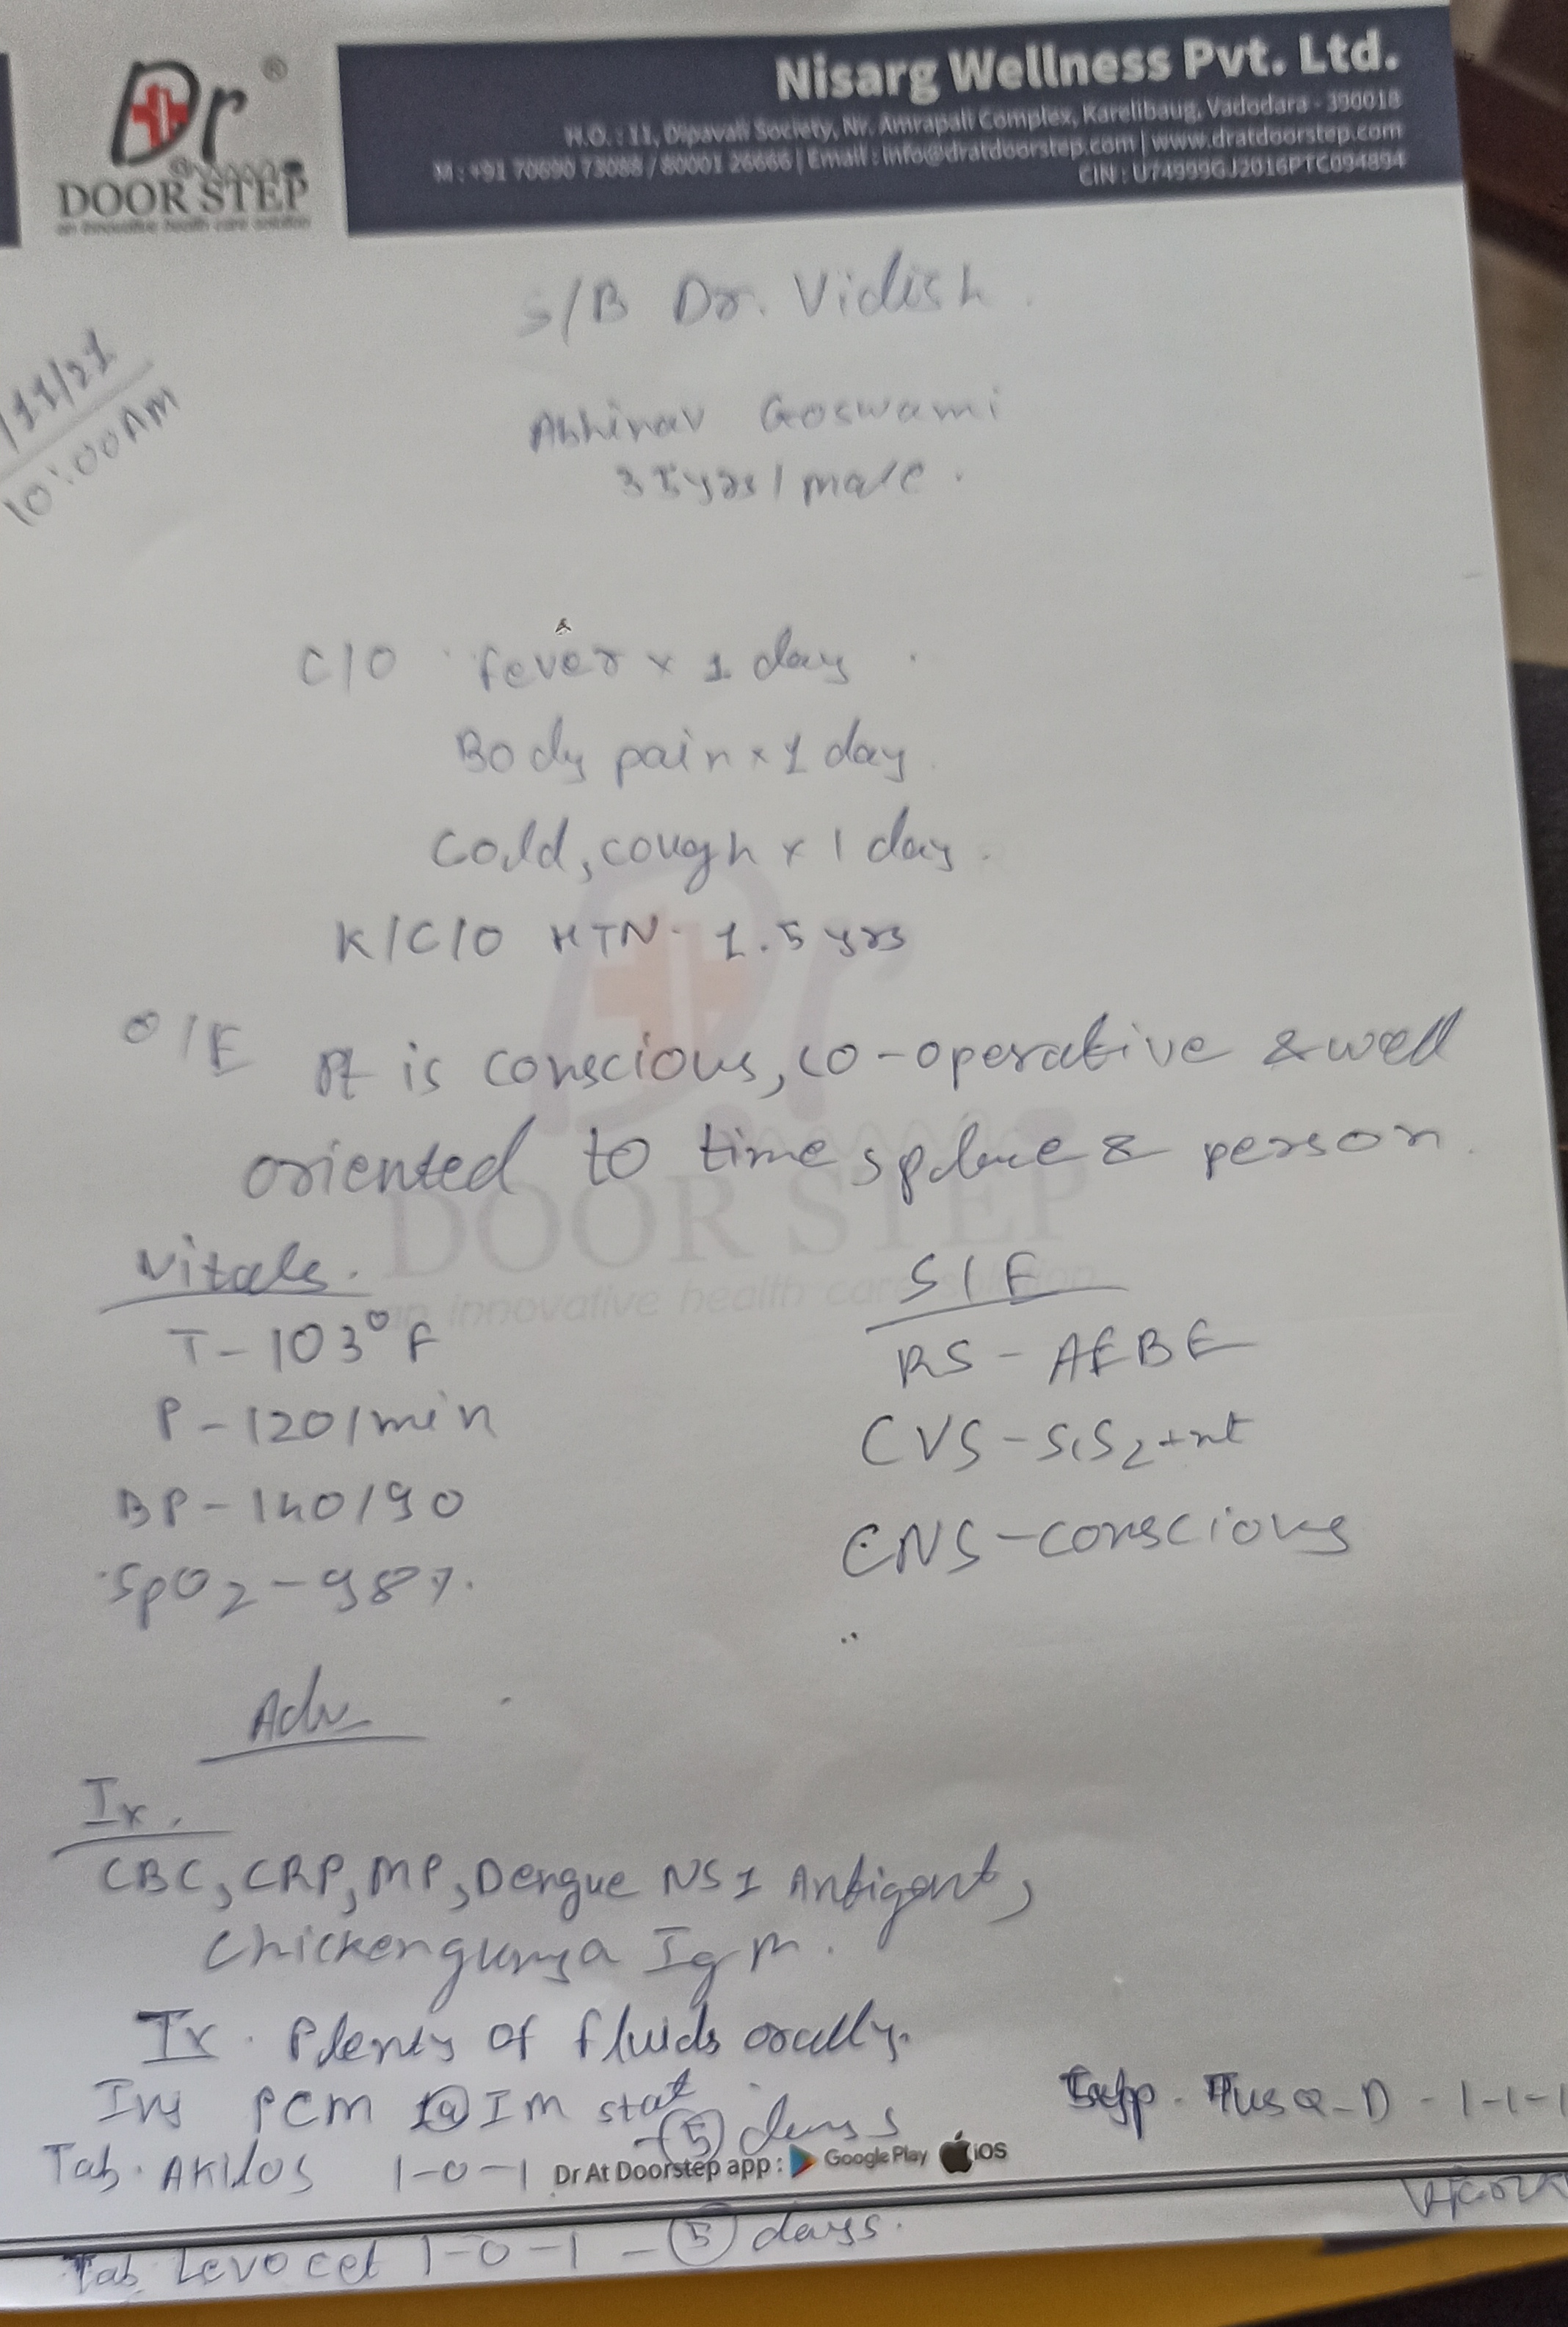 Dr ®
DOOR STEP
an innovative health care solution
Nisarg Wellness Pvt. Ltd.
H.O. : 11, Dipavali Society, Nr. Amrapali Complex, Karelibaug, Vadodara - 390018
M : +91 70690 73088 / 80001 26666 | Email : info@dratdoorstep.com | www.dratdoorstep.com
CIN : U74999GJ2016PTC094894
/11/21
10:00AM
S/B Dr. Vidish.
Abhinav Goswami
35yrs / male.
C/O fever x 1 day
Body pain x 1 day.
Cold, cough x 1 day.
K/C/O HTN - 1.5 yrs
O/E Pt is conscious, co-operative & well
oriented to time place & person.
Vitals.
T - 103°F
P - 120/min
BP - 140/90
SpO2 - 98%.
S/E
RS - AEBE
CVS - S1S2 +nt
CNS - conscious
Adv
Ix.
CBC, CRP, MP, Dengue NS1 Antigent,
Chickengunya IgM.
Tx. Plenty of fluids orally.
Inj PCM IM stat
Syp. Tusq-D - 1-1-1
Tab. AKILOS 1-0-1 - 5 days
Dr At Doorstep app : Google Play iOS
Tab. Levocet 1-0-1 - 5 days.